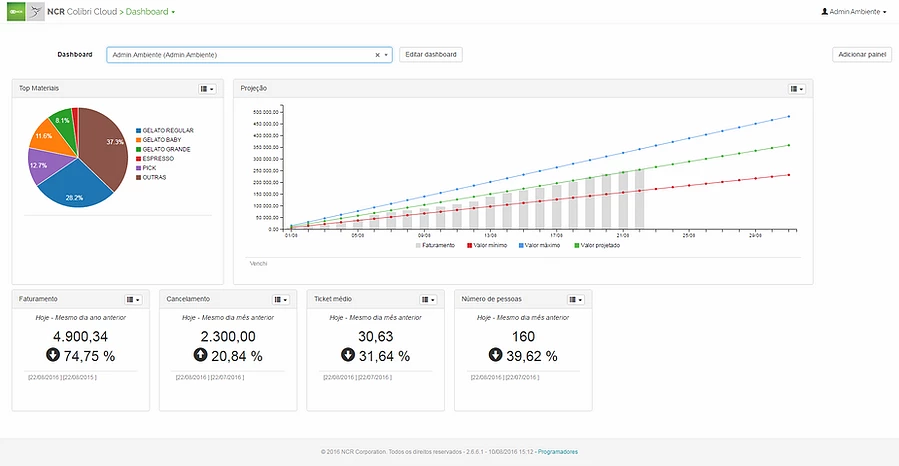 NCR Colibri Cloud > Dashboard
Admin Ambiente
Dashboard
Admin Ambiente (Admin Ambiente)
Editar dashboard
Adicionar painel
Top Materiais
37.3%
28.2%
12.7%
11.6%
8.1%
GELATO REGULAR
GELATO BABY
GELATO GRANDE
ESPRESSO
PICK
OUTRAS
Projeção
500.000.00
450.000.00
400.000.00
350.000.00
300.000.00
250.000.00
200.000.00
150.000.00
100.000.00
50.000.00
0.00
01/08 05/08 09/08 13/08 17/08 21/08 25/08 29/08
Faturamento Valor mínimo Valor máximo Valor projetado
Venchi
Faturamento
Hoje - Mesmo dia ano anterior
4.900,34
74,75 %
[22/08/2016 ] [22/08/2015 ]
Cancelamento
Hoje - Mesmo dia mês anterior
2.300,00
20,84 %
[22/08/2016 ] [22/07/2016 ]
Ticket médio
Hoje - Mesmo dia mês anterior
30,63
31,64 %
[22/08/2016 ] [22/07/2016 ]
Número de pessoas
Hoje - Mesmo dia mês anterior
160
39,62 %
[22/08/2016 ] [22/07/2016 ]
© 2016 NCR Corporation. Todos os direitos reservados - 2.6.6.1 - 10/08/2016 15.12 - Programadores